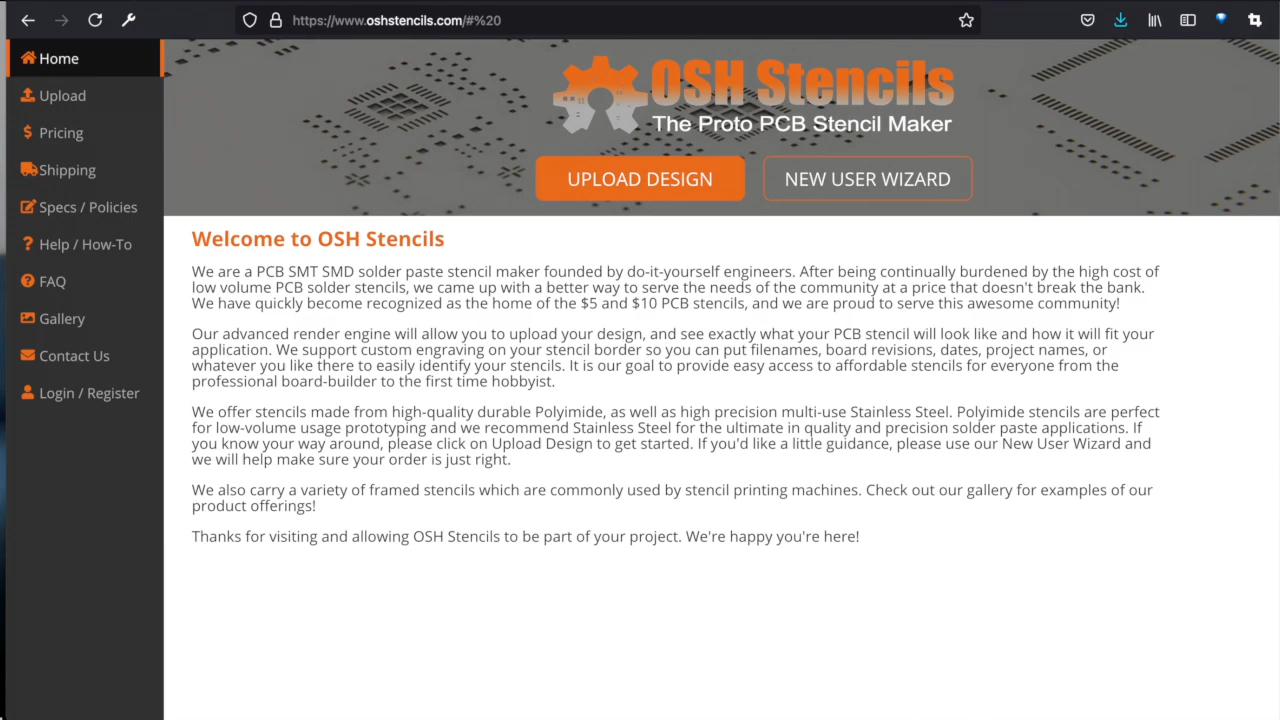 https://www.oshstencils.com/#%20
Home
Upload
Pricing
Shipping
Specs / Policies
Help / How-To
FAQ
Gallery
Contact Us
Login / Register
OSH Stencils
The Proto PCB Stencil Maker
UPLOAD DESIGN
NEW USER WIZARD
Welcome to OSH Stencils
We are a PCB SMT SMD solder paste stencil maker founded by do-it-yourself engineers. After being continually burdened by the high cost of
low volume PCB solder stencils, we came up with a better way to serve the needs of the community at a price that doesn't break the bank.
We have quickly become recognized as the home of the $5 and $10 PCB stencils, and we are proud to serve this awesome community!
Our advanced render engine will allow you to upload your design, and see exactly what your PCB stencil will look like and how it will fit your
application. We support custom engraving on your stencil border so you can put filenames, board revisions, dates, project names, or
whatever you like there to easily identify your stencils. It is our goal to provide easy access to affordable stencils for everyone from the
professional board-builder to the first time hobbyist.
We offer stencils made from high-quality durable Polyimide, as well as high precision multi-use Stainless Steel. Polyimide stencils are perfect
for low-volume usage prototyping and we recommend Stainless Steel for the ultimate in quality and precision solder paste applications. If
you know your way around, please click on Upload Design to get started. If you'd like a little guidance, please use our New User Wizard and
we will help make sure your order is just right.
We also carry a variety of framed stencils which are commonly used by stencil printing machines. Check out our gallery for examples of our
product offerings!
Thanks for visiting and allowing OSH Stencils to be part of your project. We're happy you're here!